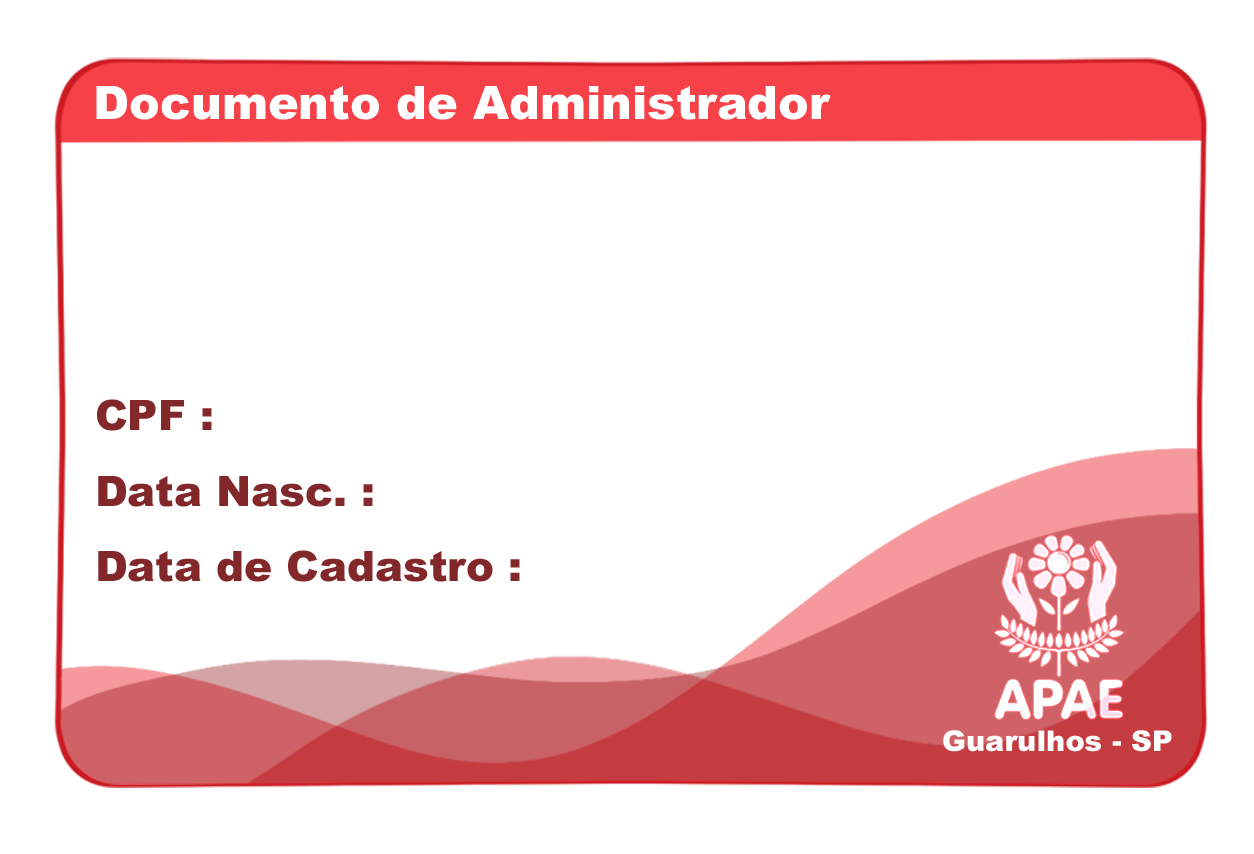 Documento de Administrador
CPF :
Data Nasc. :
Data de Cadastro :
APAE
Guarulhos - SP